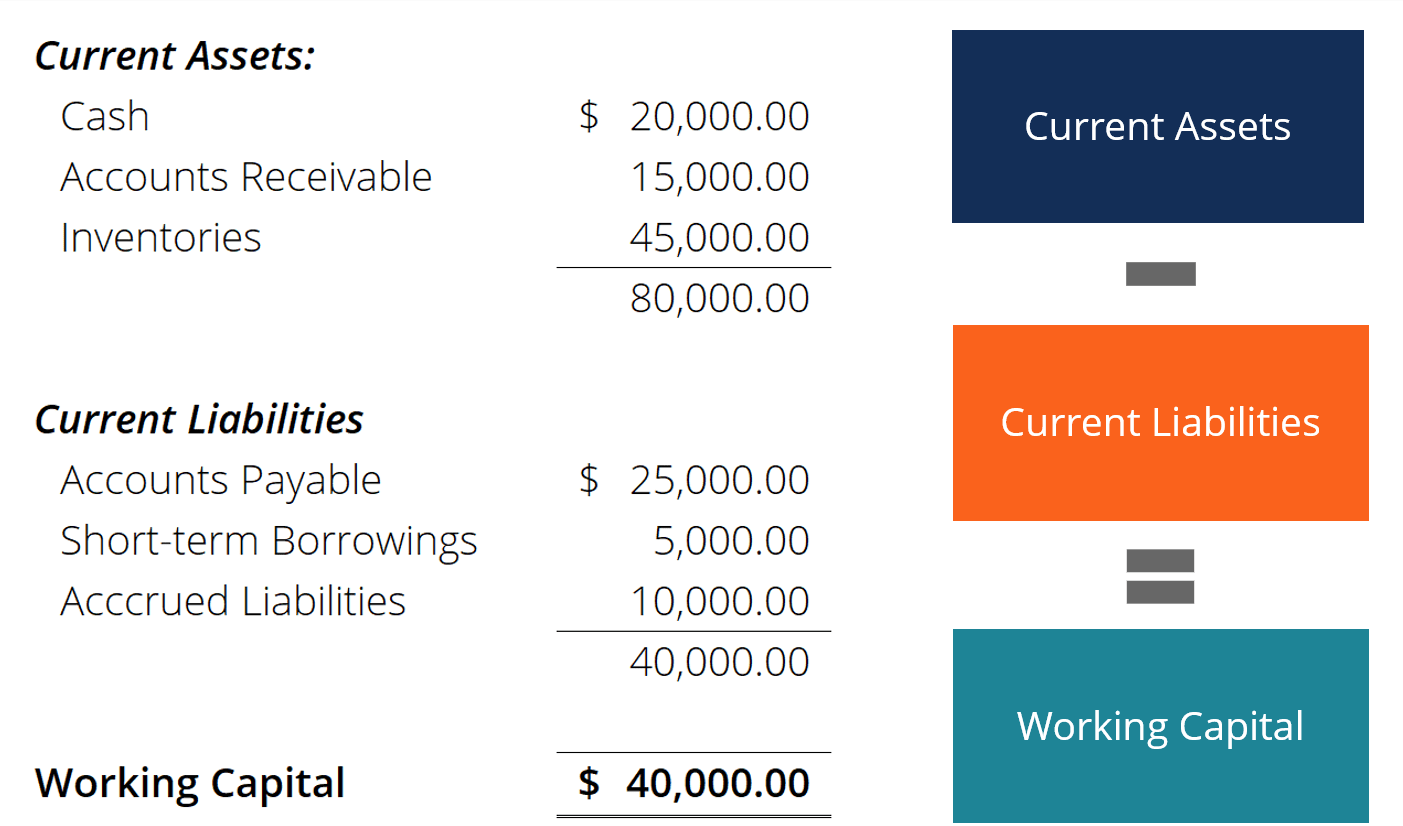 Current Assets:
Cash $ 20,000.00
Accounts Receivable 15,000.00
Inventories 45,000.00
80,000.00
Current Liabilities
Accounts Payable $ 25,000.00
Short-term Borrowings 5,000.00
Acccrued Liabilities 10,000.00
40,000.00
Working Capital $ 40,000.00
Current Assets
Current Liabilities
Working Capital